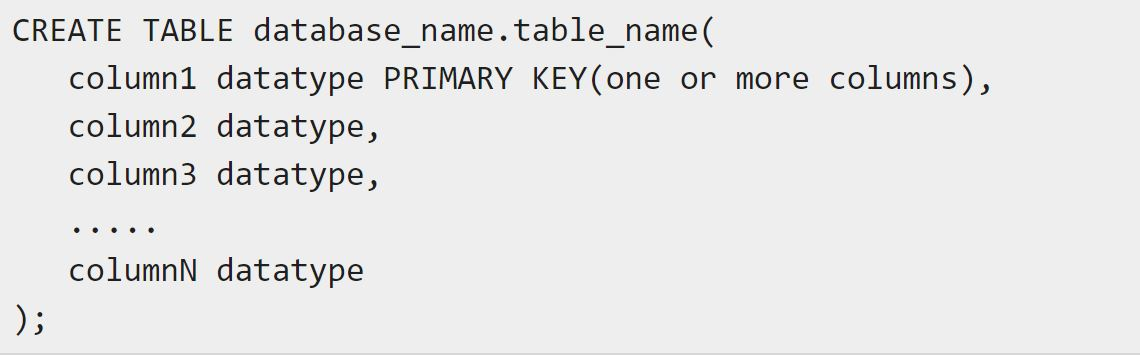 CREATE TABLE database_name.table_name(
   column1 datatype PRIMARY KEY(one or more columns),
   column2 datatype,
   column3 datatype,
   .....
   columnN datatype
);